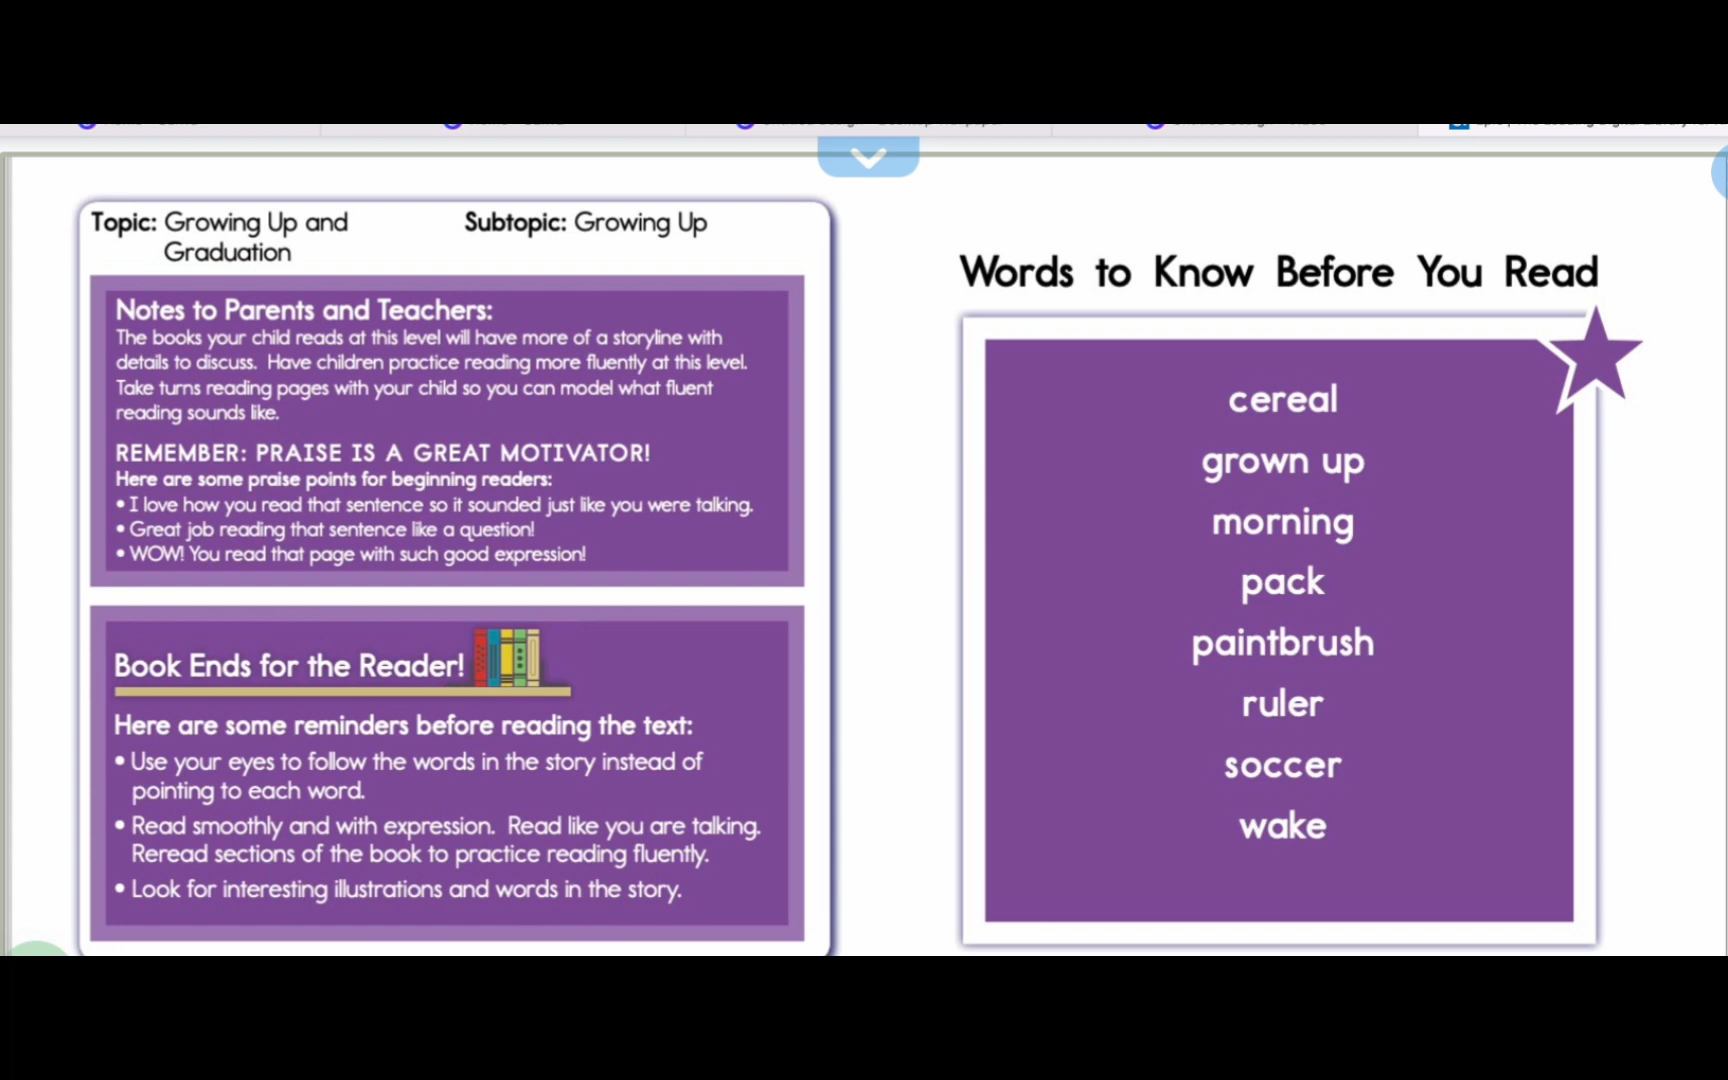 Topic: Growing Up and
Graduation
Subtopic: Growing Up
Notes to Parents and Teachers:
The books your child reads at this level will have more of a storyline with
details to discuss. Have children practice reading more fluently at this level.
Take turns reading pages with your child so you can model what fluent
reading sounds like.
REMEMBER: PRAISE IS A GREAT MOTIVATOR!
Here are some praise points for beginning readers:
• I love how you read that sentence so it sounded just like you were talking.
• Great job reading that sentence like a question!
• WOW! You read that page with such good expression!
Book Ends for the Reader!
Here are some reminders before reading the text:
• Use your eyes to follow the words in the story instead of
pointing to each word.
• Read smoothly and with expression. Read like you are talking.
Reread sections of the book to practice reading fluently.
• Look for interesting illustrations and words in the story.
Words to Know Before You Read
cereal
grown up
morning
pack
paintbrush
ruler
soccer
wake